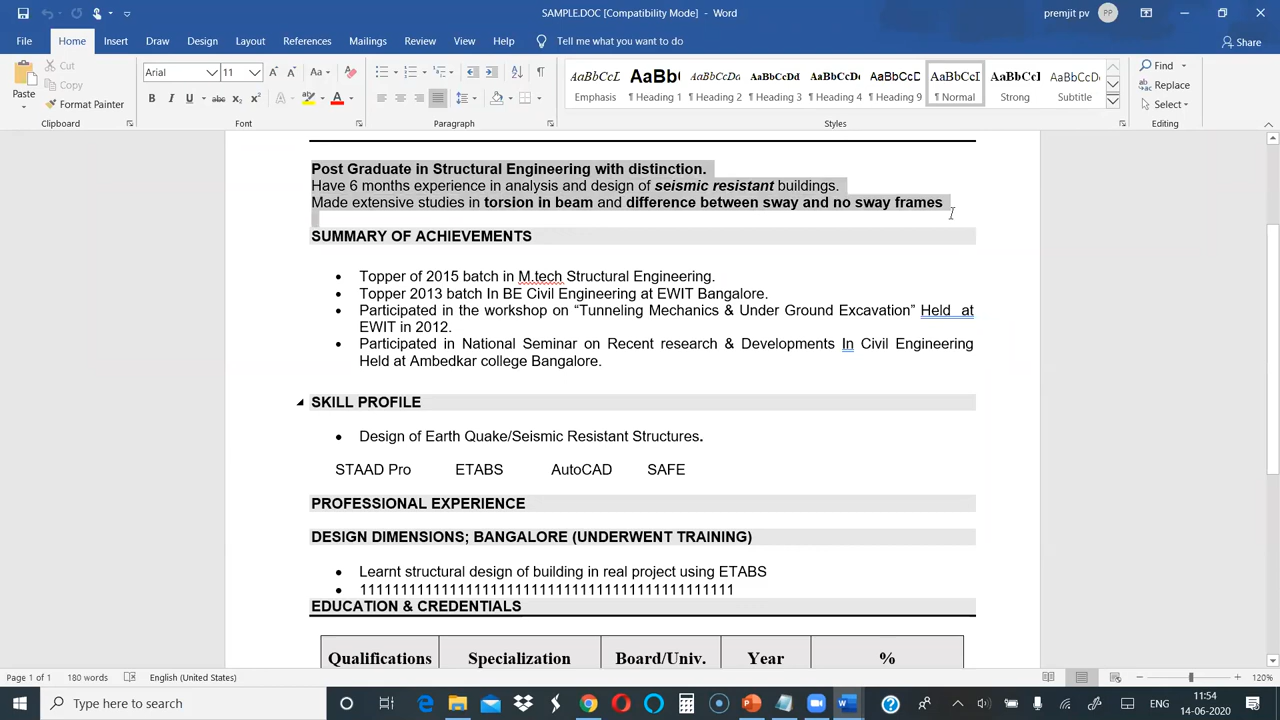 SAMPLE.DOC [Compatibility Mode] - Word
premjit pv PP
File Home Insert Draw Design Layout References Mailings Review View Help Tell me what you want to do Share
Paste Cut Copy Format Painter
Arial 11
AaBbCcL Emphasis
AaBb( ¶ Heading 1
AaBbCcDd ¶ Heading 2
AaBbCcDd ¶ Heading 3
AaBbCcD ¶ Heading 4
AaBbCcC ¶ Heading 9
AaBbCcI ¶ Normal
AaBbCcI Strong
AaBbCcD Subtitle
Find Replace Select
Clipboard Font Paragraph Styles Editing
Post Graduate in Structural Engineering with distinction.
Have 6 months experience in analysis and design of seismic resistant buildings.
Made extensive studies in torsion in beam and difference between sway and no sway frames
SUMMARY OF ACHIEVEMENTS
• Topper of 2015 batch in M.tech Structural Engineering.
• Topper 2013 batch In BE Civil Engineering at EWIT Bangalore.
• Participated in the workshop on “Tunneling Mechanics & Under Ground Excavation” Held at
EWIT in 2012.
• Participated in National Seminar on Recent research & Developments In Civil Engineering
Held at Ambedkar college Bangalore.
SKILL PROFILE
• Design of Earth Quake/Seismic Resistant Structures.
STAAD Pro ETABS AutoCAD SAFE
PROFESSIONAL EXPERIENCE
DESIGN DIMENSIONS; BANGALORE (UNDERWENT TRAINING)
• Learnt structural design of building in real project using ETABS
EDUCATION & CREDENTIALS
Qualifications Specialization Board/Univ. Year %
Page 1 of 1 180 words English (United States) 120%
Type here to search
11:54
14-06-2020